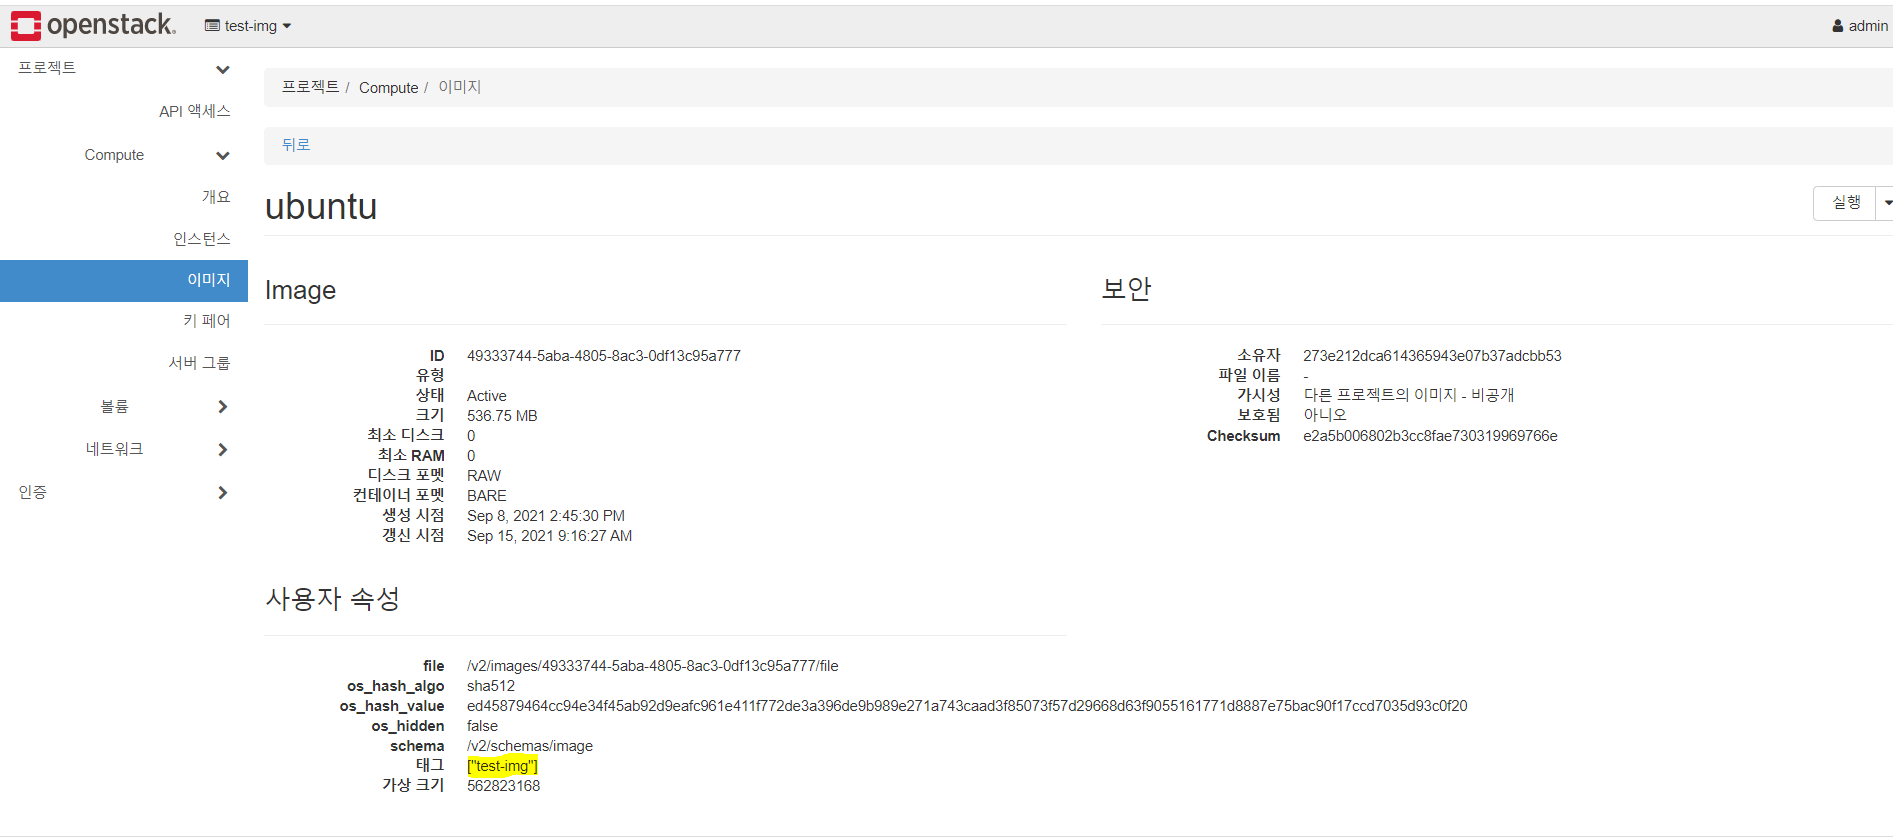 openstack. test-img admin
프로젝트
API 액세스
Compute
개요
인스턴스
이미지
키 페어
서버 그룹
볼륨
네트워크
인증
프로젝트 / Compute / 이미지
뒤로
ubuntu
실행
Image
ID 49333744-5aba-4805-8ac3-0df13c95a777
유형
상태 Active
크기 536.75 MB
최소 디스크 0
최소 RAM 0
디스크 포멧 RAW
컨테이너 포멧 BARE
생성 시점 Sep 8, 2021 2:45:30 PM
갱신 시점 Sep 15, 2021 9:16:27 AM
보안
소유자 273e212dca614365943e07b37adcbb53
파일 이름 -
가시성 다른 프로젝트의 이미지 - 비공개
보호됨 아니오
Checksum e2a5b006802b3cc8fae730319969766e
사용자 속성
file /v2/images/49333744-5aba-4805-8ac3-0df13c95a777/file
os_hash_algo sha512
os_hash_value ed45879464cc94e34f45ab92d9eafc961e411f772de3a396de9b989e271a743caad3f85073f57d29668d63f9055161771d8887e75bac90f17ccd7035d93c0f20
os_hidden false
schema /v2/schemas/image
태그 ["test-img"]
가상 크기 562823168